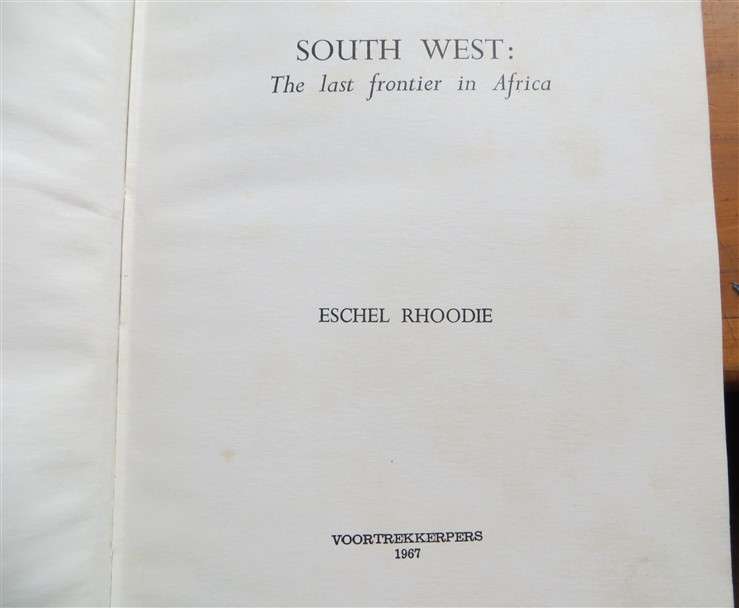 SOUTH WEST:
The last frontier in Africa
ESCHEL RHOODIE
VOORTREKKERPERS
1967